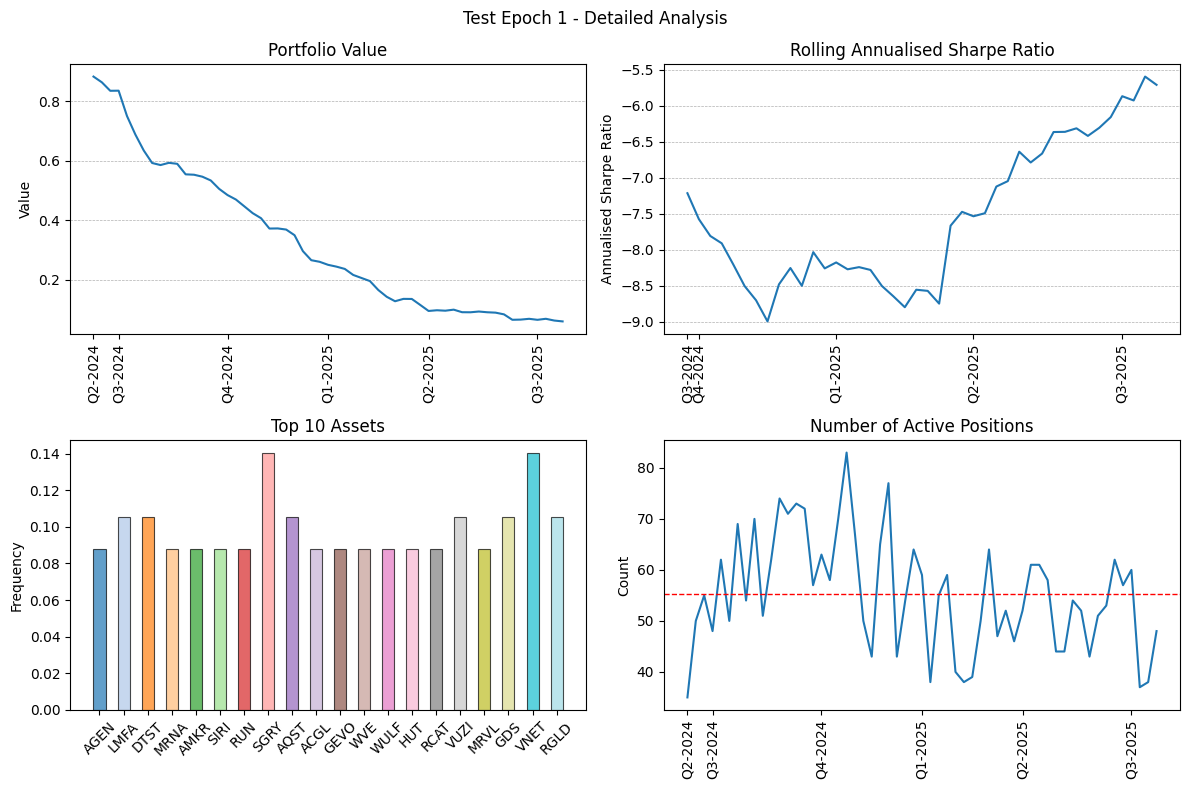 Test Epoch 1 - Detailed Analysis
Portfolio Value
Value
0.8
0.6
0.4
0.2
Q2-2024
Q3-2024
Q4-2024
Q1-2025
Q2-2025
Q3-2025
Rolling Annualised Sharpe Ratio
Annualised Sharpe Ratio
−5.5
−6.0
−6.5
−7.0
−7.5
−8.0
−8.5
−9.0
Q3-2024
Q4-2024
Q1-2025
Q2-2025
Q3-2025
Top 10 Assets
Frequency
0.14
0.12
0.10
0.08
0.06
0.04
0.02
0.00
AGEN
LMFA
DTST
MRNA
AMKR
SIRI
RUN
SGRY
AQST
ACGL
GEVO
WVE
WULF
HUT
RCAT
VUZI
MRVL
GDS
VNET
RGLD
Number of Active Positions
Count
80
70
60
50
40
Q2-2024
Q3-2024
Q4-2024
Q1-2025
Q2-2025
Q3-2025